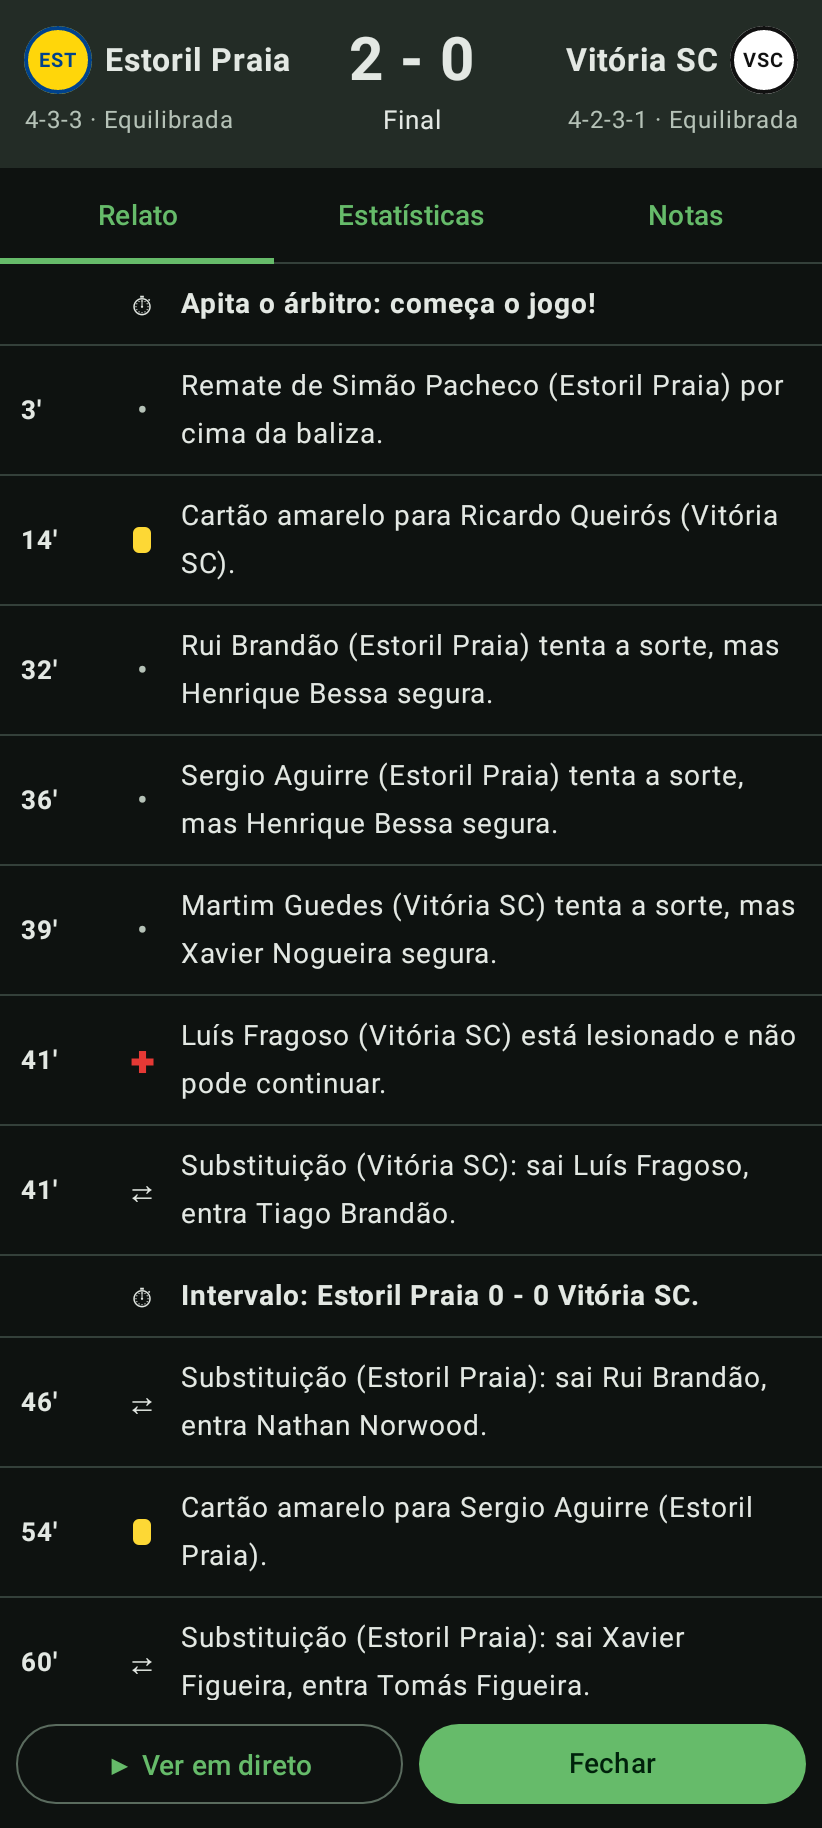 EST Estoril Praia 2 - 0 Vitória SC VSC
4-3-3 · Equilibrada Final 4-2-3-1 · Equilibrada
Relato Estatísticas Notas
Apita o árbitro: começa o jogo!
3' Remate de Simão Pacheco (Estoril Praia) por
cima da baliza.
14' Cartão amarelo para Ricardo Queirós (Vitória
SC).
32' Rui Brandão (Estoril Praia) tenta a sorte, mas
Henrique Bessa segura.
36' Sergio Aguirre (Estoril Praia) tenta a sorte,
mas Henrique Bessa segura.
39' Martim Guedes (Vitória SC) tenta a sorte, mas
Xavier Nogueira segura.
41' Luís Fragoso (Vitória SC) está lesionado e não
pode continuar.
41' Substituição (Vitória SC): sai Luís Fragoso,
entra Tiago Brandão.
Intervalo: Estoril Praia 0 - 0 Vitória SC.
46' Substituição (Estoril Praia): sai Rui Brandão,
entra Nathan Norwood.
54' Cartão amarelo para Sergio Aguirre (Estoril
Praia).
60' Substituição (Estoril Praia): sai Xavier
Figueira, entra Tomás Figueira.
► Ver em direto Fechar